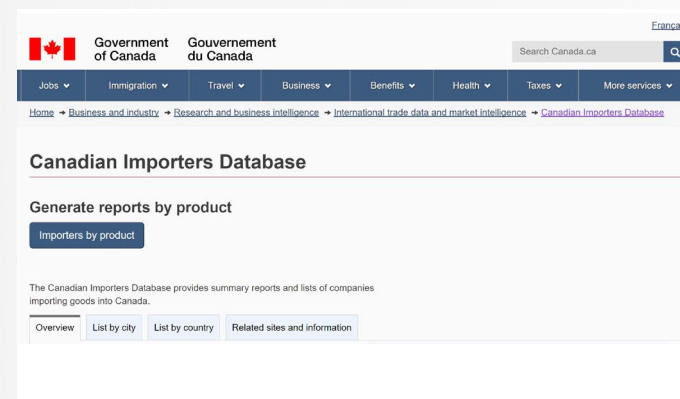 França
Government Gouvernement
of Canada du Canada
Search Canada.ca
Jobs Immigration Travel Business Benefits Health Taxes More services
Home → Business and industry → Research and business intelligence → International trade data and market intelligence → Canadian Importers Database
Canadian Importers Database
Generate reports by product
Importers by product
The Canadian Importers Database provides summary reports and lists of companies
importing goods into Canada.
Overview List by city List by country Related sites and information